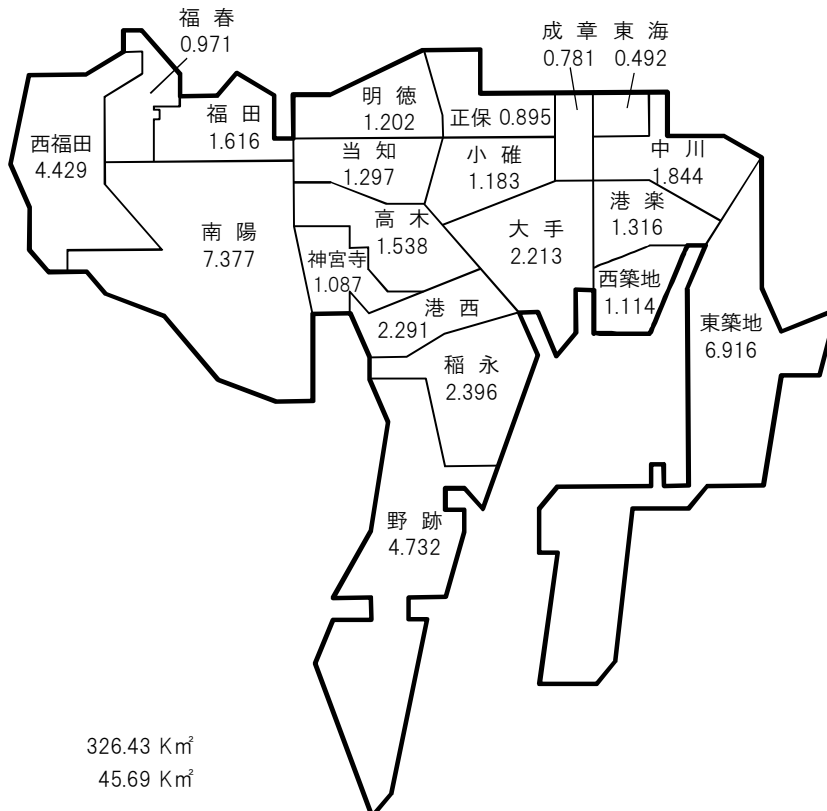 福春
0.971
成章
0.781
東海
0.492
西福田
4.429
福田
1.616
明徳
1.202
正保 0.895
当知
1.297
小碓
1.183
中川
1.844
南陽
7.377
高木
1.538
大手
2.213
港楽
1.316
神宮寺
1.087
西築地
1.114
港西
2.291
東築地
6.916
稲永
2.396
野跡
4.732
326.43 K㎡
45.69 K㎡